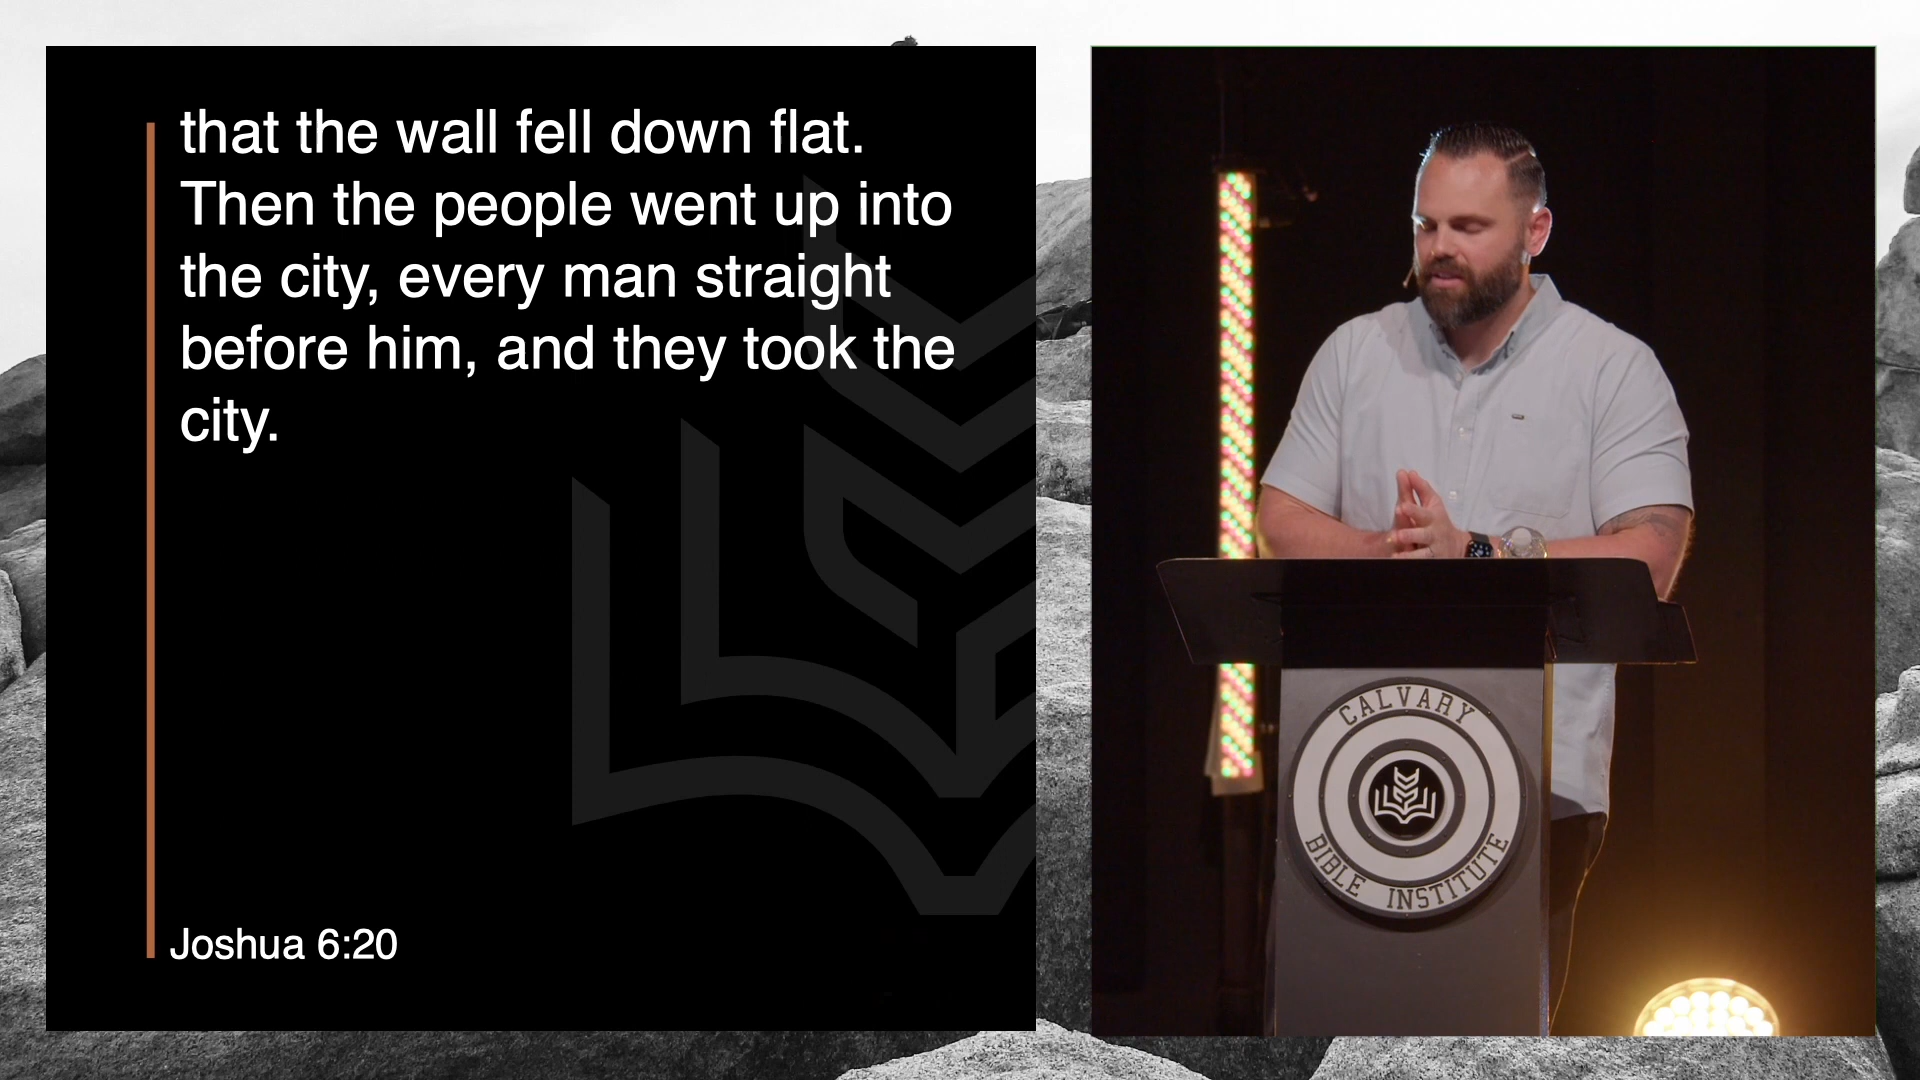 that the wall fell down flat.
Then the people went up into
the city, every man straight
before him, and they took the
city.
Joshua 6:20
CALVARY
BIBLE INSTITUTE